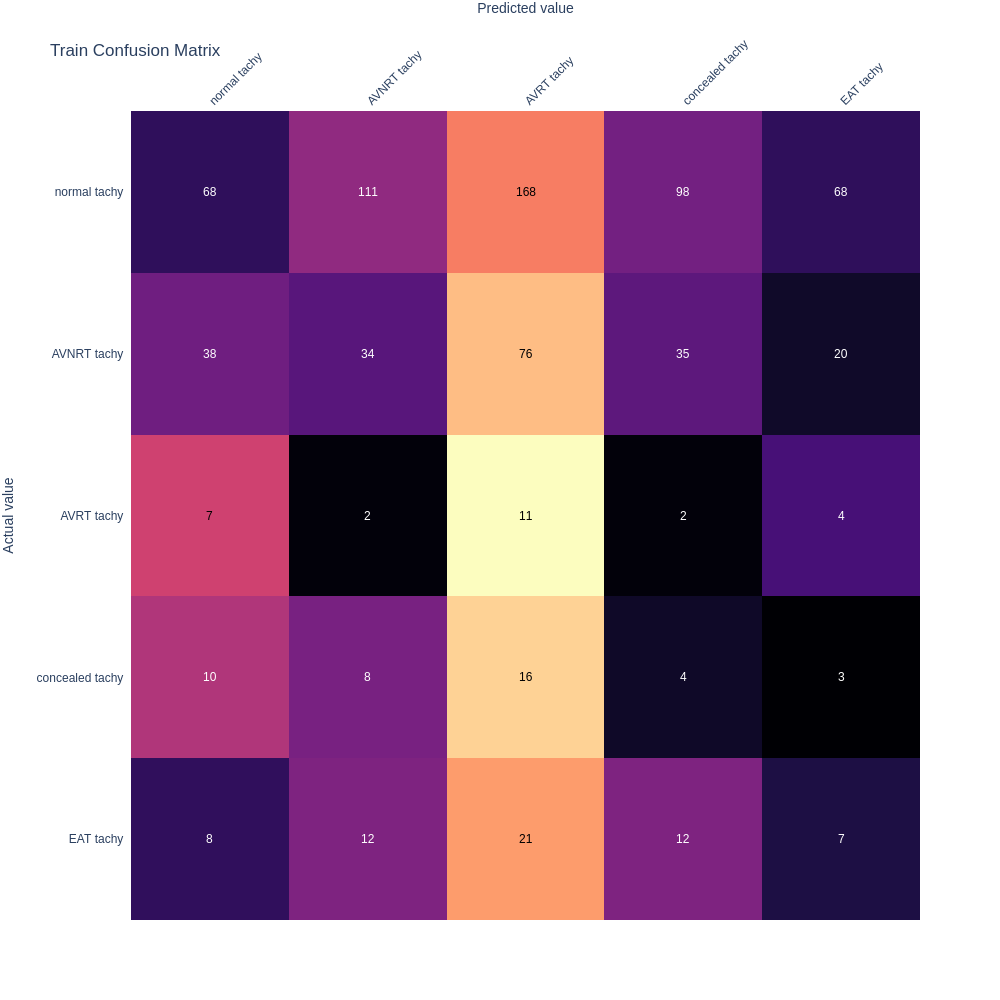 Predicted value
Train Confusion Matrix
normal tachy
AVNRT tachy
AVRT tachy
concealed tachy
EAT tachy
normal tachy 68 111 168 98 68
AVNRT tachy 38 34 76 35 20
AVRT tachy 7 2 11 2 4
concealed tachy 10 8 16 4 3
EAT tachy 8 12 21 12 7
Actual value